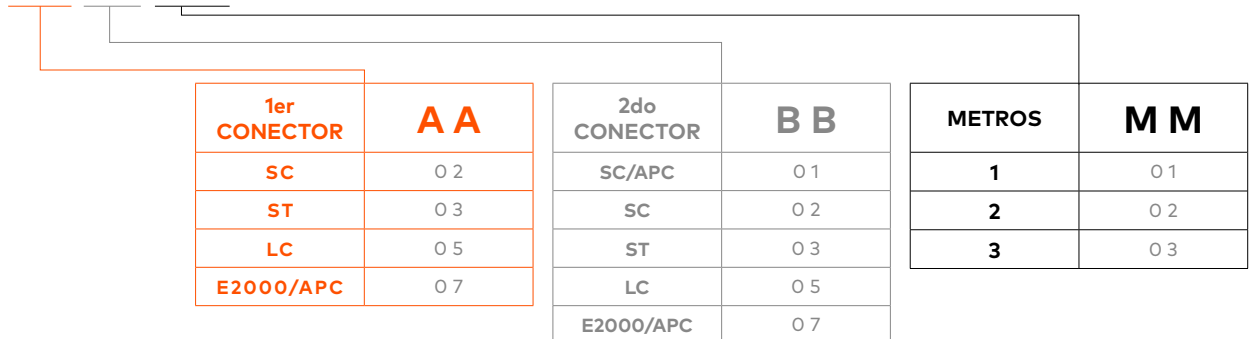 1er CONECTOR A A
SC 0 2
ST 0 3
LC 0 5
E2000/APC 0 7
2do CONECTOR B B
SC/APC 0 1
SC 0 2
ST 0 3
LC 0 5
E2000/APC 0 7
METROS M M
1 0 1
2 0 2
3 0 3